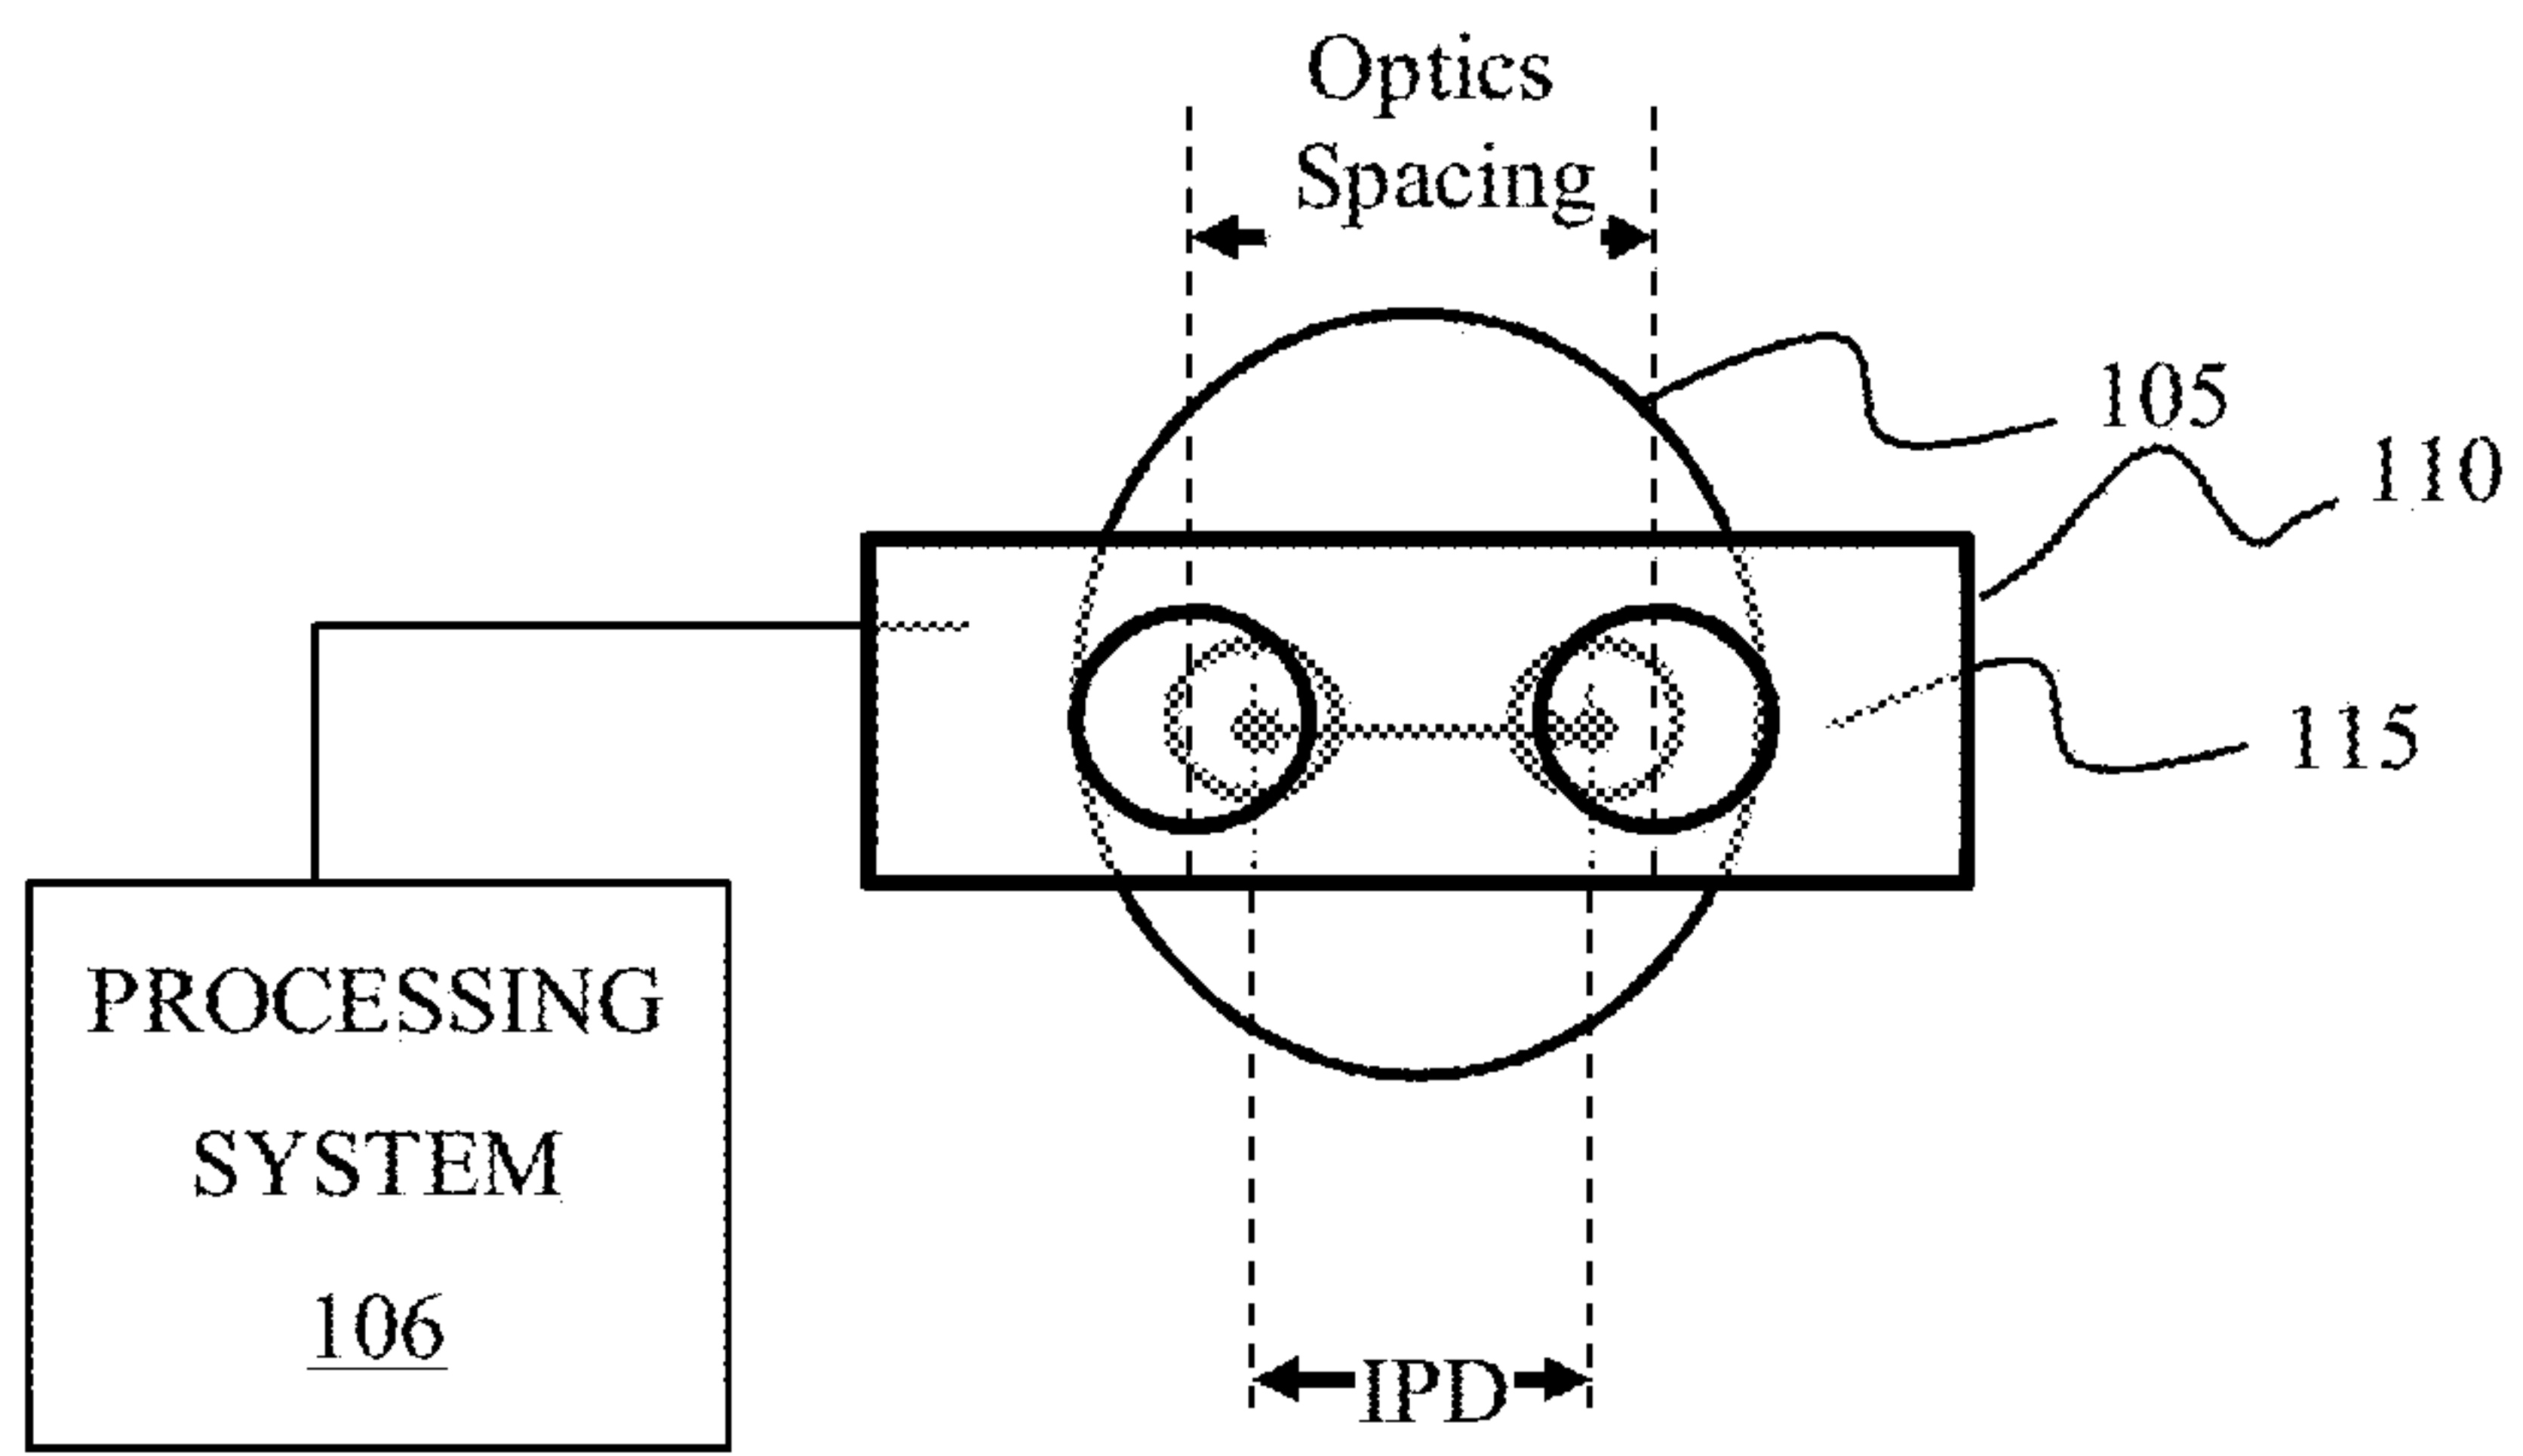 Optics
Spacing
105
110
115
PROCESSING
SYSTEM
106
IPD